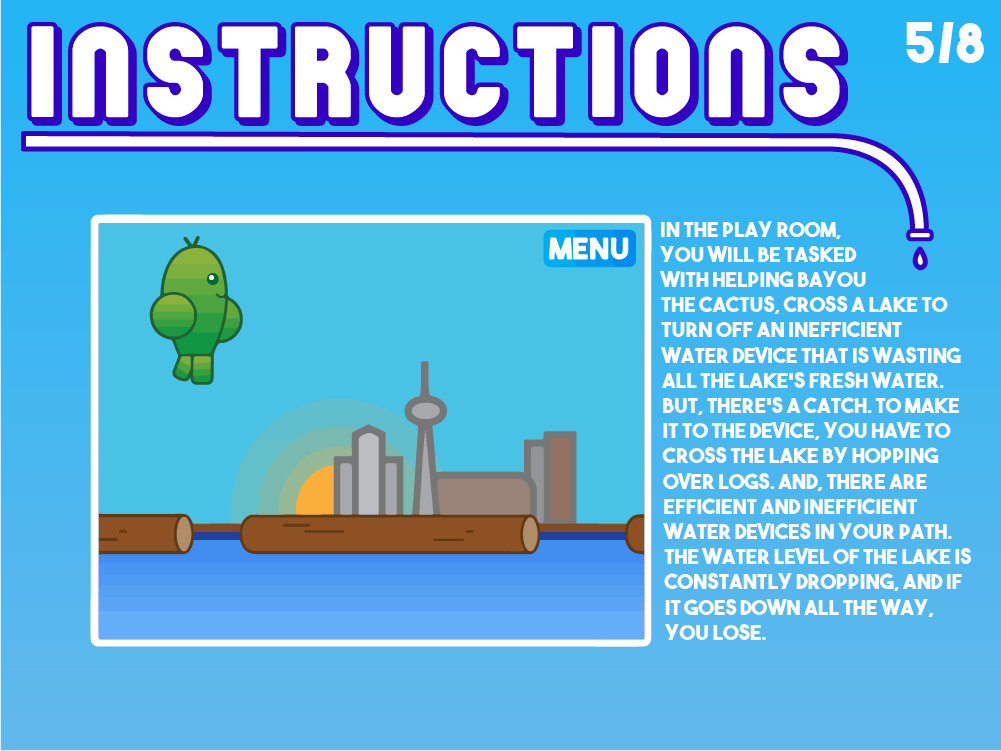 INSTRUCTIONS
5/8
MENU
IN THE PLAY ROOM,
YOU WILL BE TASKED
WITH HELPING BAYOU
THE CACTUS, CROSS A LAKE TO
TURN OFF AN INEFFICIENT
WATER DEVICE THAT IS WASTING
ALL THE LAKE'S FRESH WATER.
BUT, THERE'S A CATCH. TO MAKE
IT TO THE DEVICE, YOU HAVE TO
CROSS THE LAKE BY HOPPING
OVER LOGS. AND, THERE ARE
EFFICIENT AND INEFFICIENT
WATER DEVICES IN YOUR PATH.
THE WATER LEVEL OF THE LAKE IS
CONSTANTLY DROPPING, AND IF
IT GOES DOWN ALL THE WAY,
YOU LOSE.